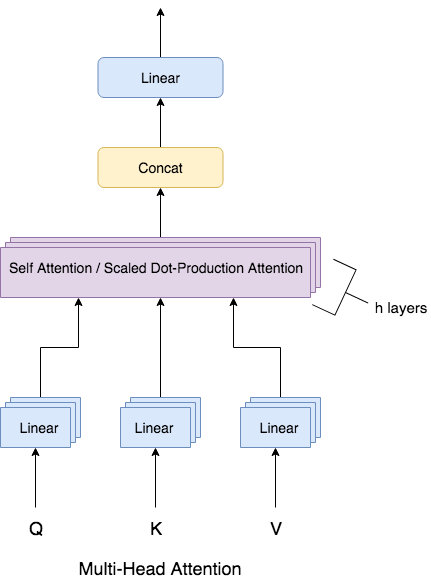 Linear
Concat
Self Attention / Scaled Dot-Production Attention
h layers
Linear Linear Linear
Q K V
Multi-Head Attention